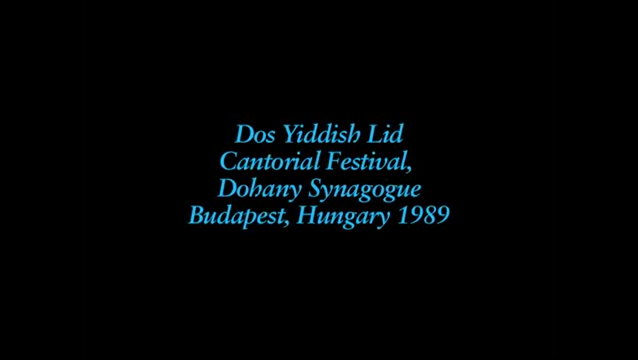 Dos Yiddish Lid
Cantorial Festival,
Dohany Synagogue
Budapest, Hungary 1989